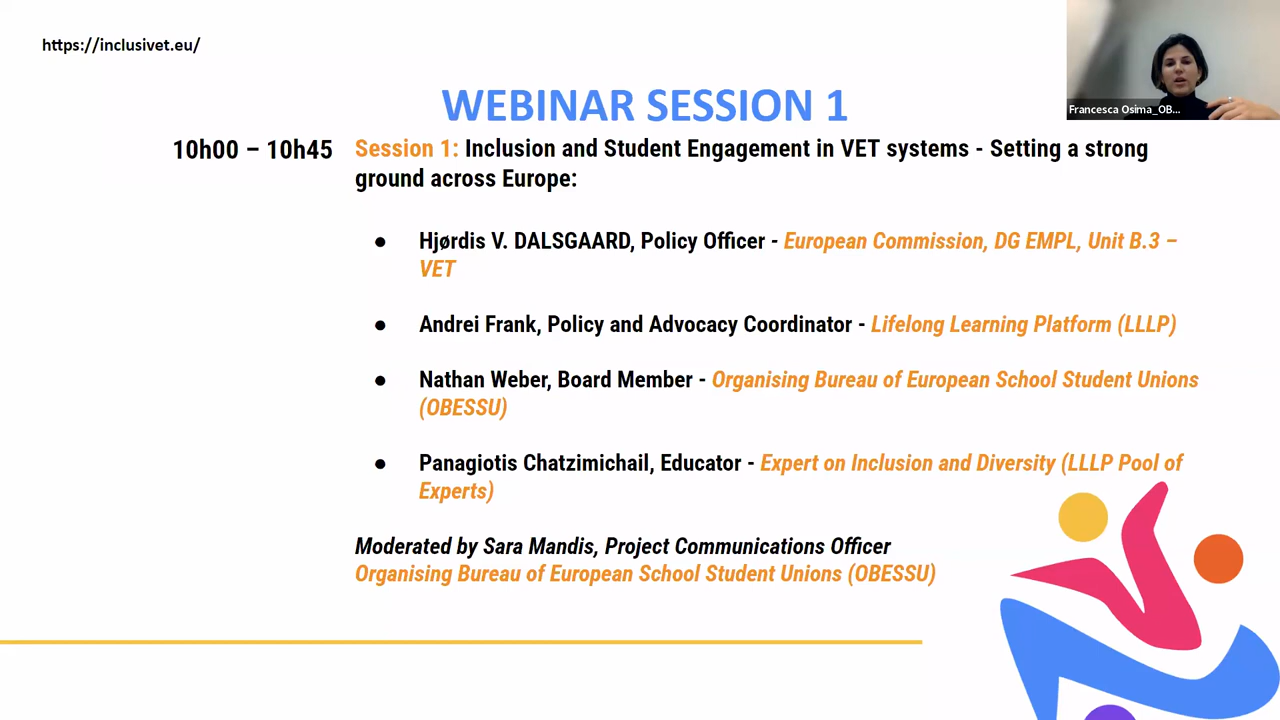 https://inclusivet.eu/
Francesca Osima_OB...
WEBINAR SESSION 1
10h00 – 10h45
Session 1: Inclusion and Student Engagement in VET systems - Setting a strong
ground across Europe:
● Hjørdis V. DALSGAARD, Policy Officer - European Commission, DG EMPL, Unit B.3 –
VET
● Andrei Frank, Policy and Advocacy Coordinator - Lifelong Learning Platform (LLLP)
● Nathan Weber, Board Member - Organising Bureau of European School Student Unions
(OBESSU)
● Panagiotis Chatzimichail, Educator - Expert on Inclusion and Diversity (LLLP Pool of
Experts)
Moderated by Sara Mandis, Project Communications Officer
Organising Bureau of European School Student Unions (OBESSU)